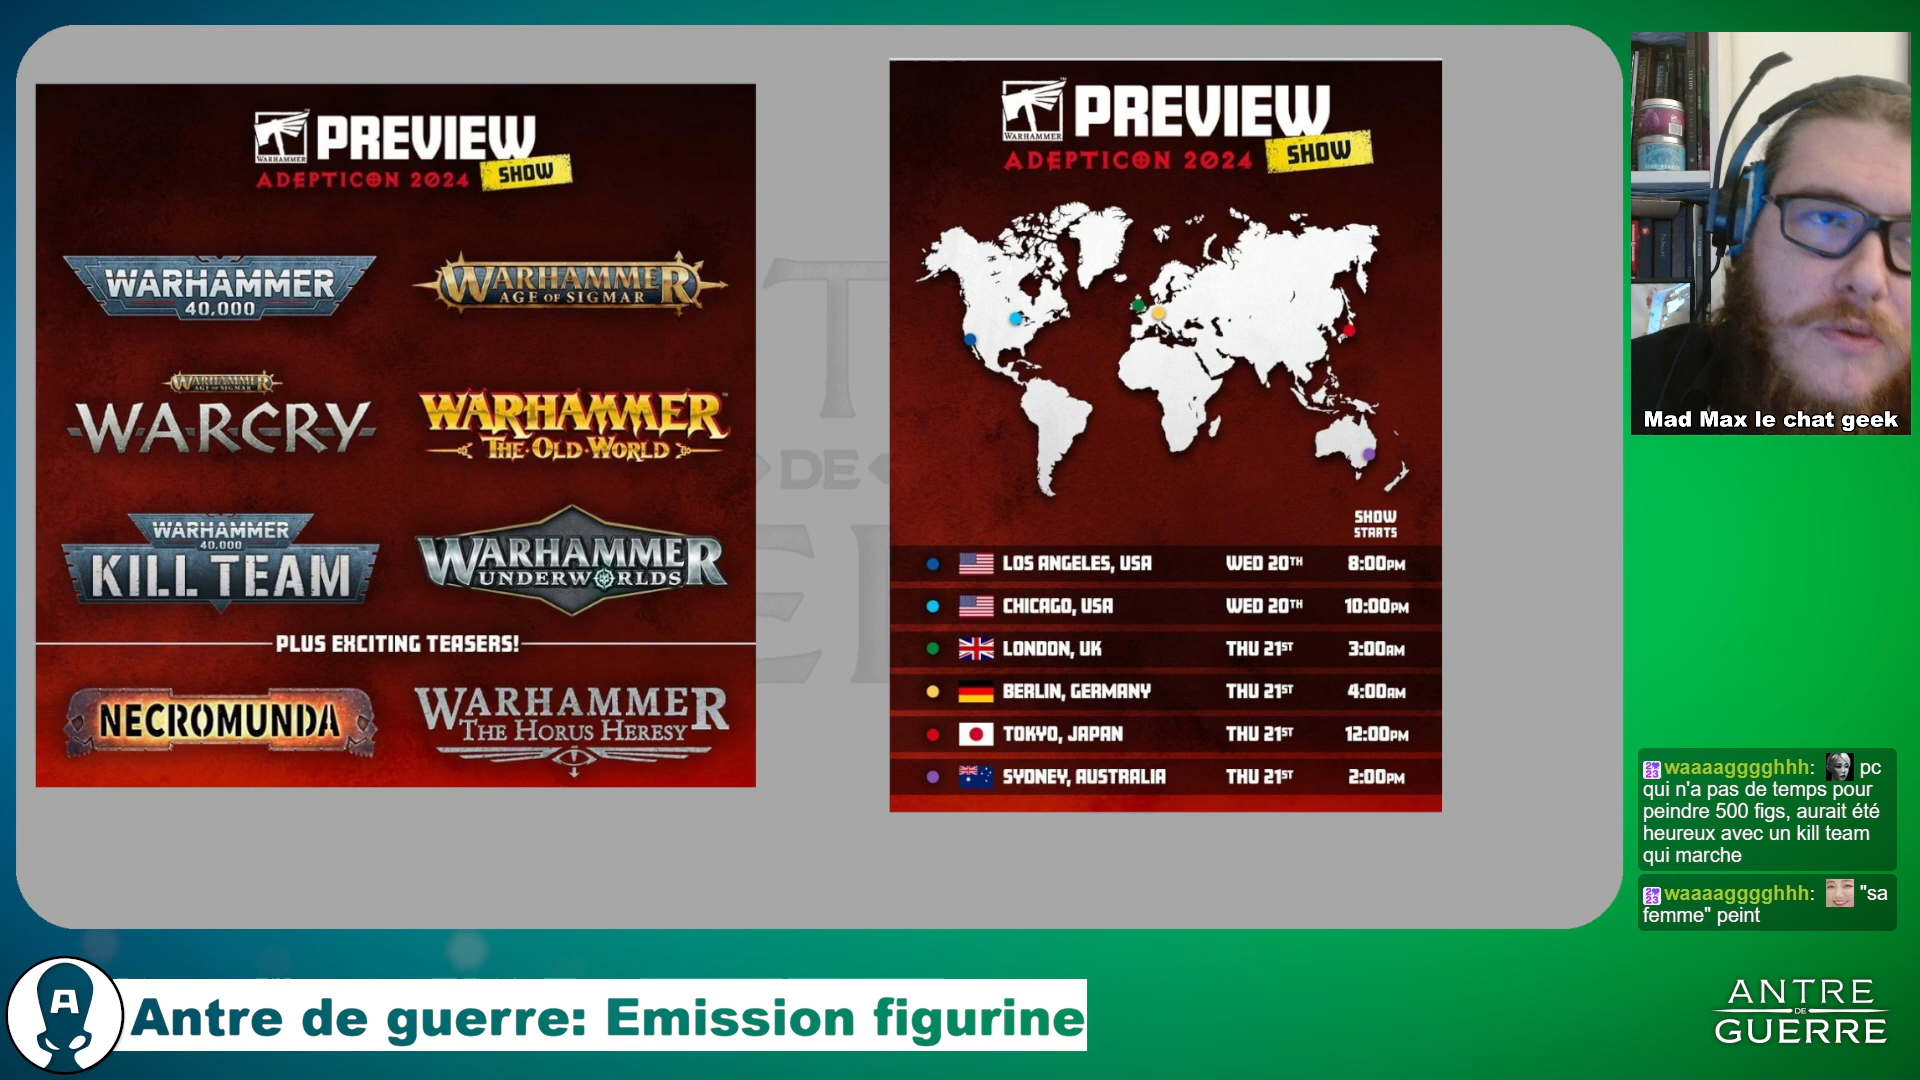 WARHAMMER
PREVIEW
ADEPTICON 2024
SHOW
WARHAMMER
40,000
WARHAMMER
AGE OF SIGMAR
WARHAMMER
AGE OF SIGMAR
WARCRY
WARHAMMER
THE OLD WORLD
WARHAMMER
40,000
KILL TEAM
WARHAMMER
UNDERWORLDS
PLUS EXCITING TEASERS!
NECROMUNDA
WARHAMMER
THE HORUS HERESY
DE
WARHAMMER
PREVIEW
ADEPTICON 2024
SHOW
SHOW
STARTS
LOS ANGELES, USA WED 20TH 8:00PM
CHICAGO, USA WED 20TH 10:00PM
LONDON, UK THU 21ST 3:00AM
BERLIN, GERMANY THU 21ST 4:00AM
TOKYO, JAPAN THU 21ST 12:00PM
SYDNEY, AUSTRALIA THU 21ST 2:00PM
Mad Max le chat geek
waaaagggghhh: pc
qui n'a pas de temps pour
peindre 500 figs, aurait été
heureux avec un kill team
qui marche
waaaagggghhh: "sa
femme" peint
A
Antre de guerre: Emission figurine
ANTRE
DE
GUERRE